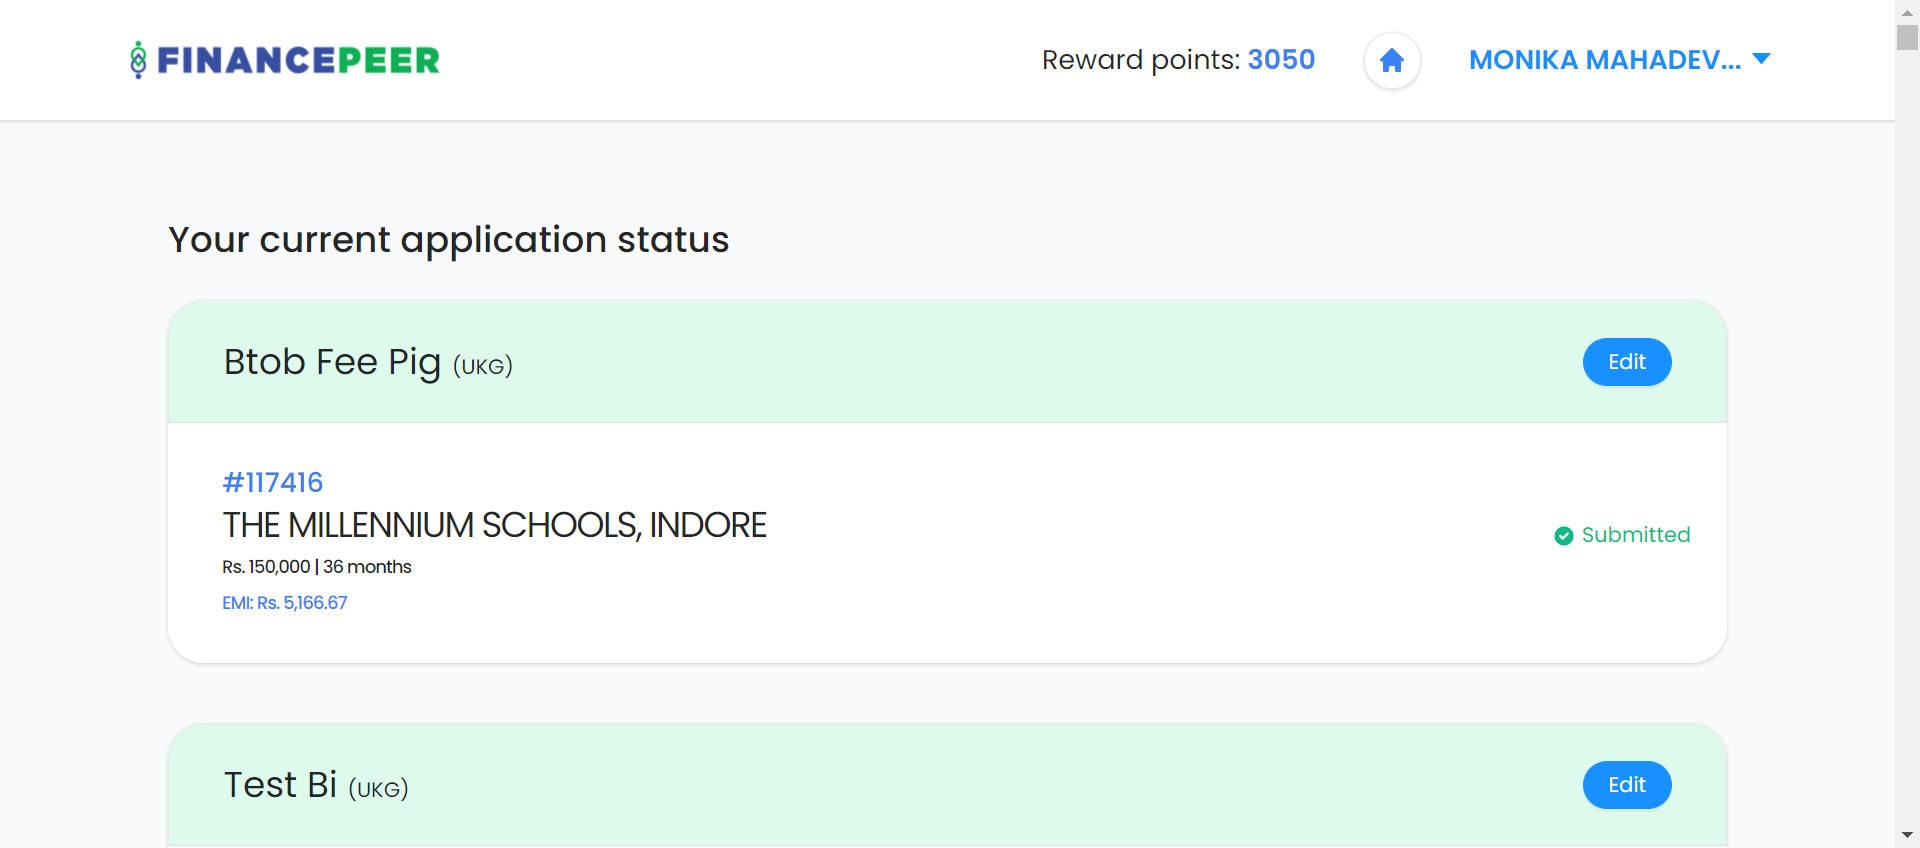 FINANCEPEER
Reward points: 3050
MONIKA MAHADEV...
Your current application status
Btob Fee Pig (UKG)
Edit
#117416
THE MILLENNIUM SCHOOLS, INDORE
Rs. 150,000 | 36 months
EMI: Rs. 5,166.67
Submitted
Test Bi (UKG)
Edit